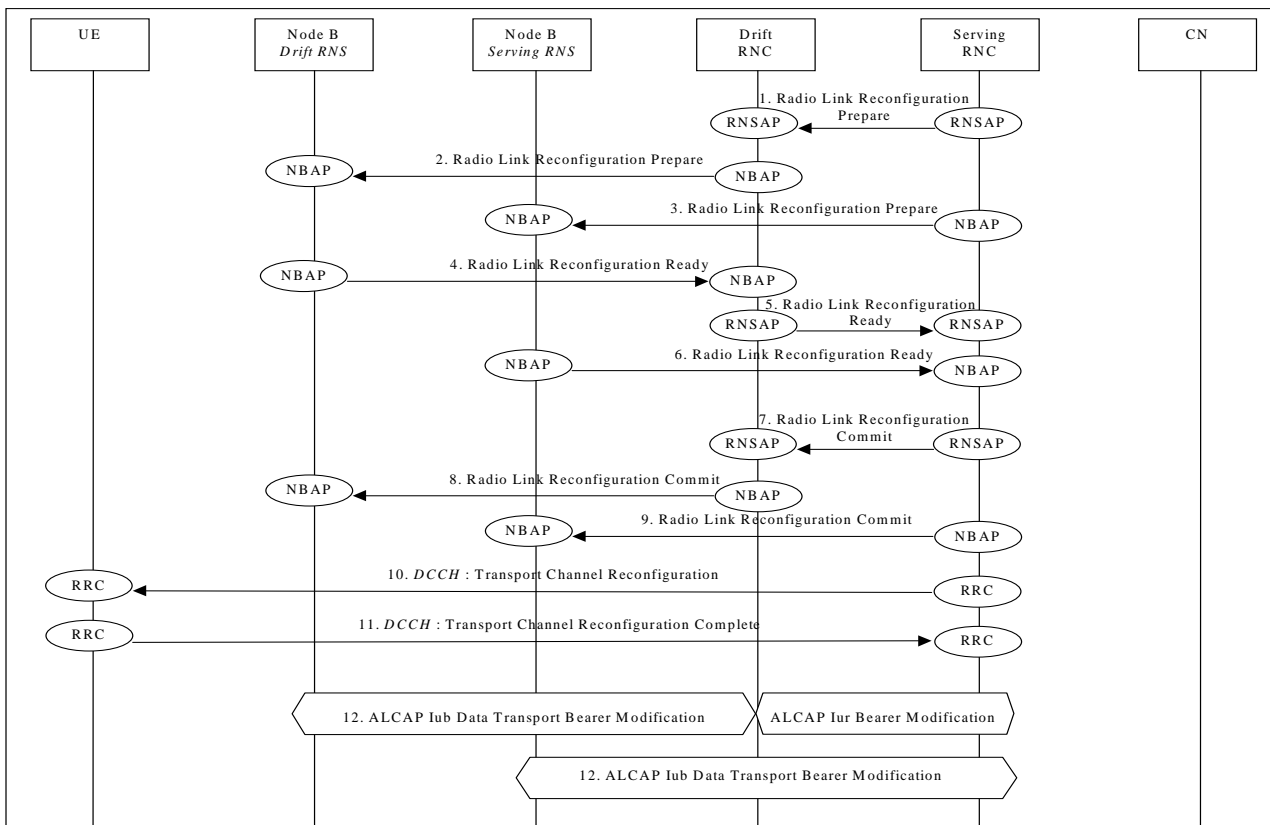 UE
Node B
Drift RNS
Node B
Serving RNS
Drift
RNC
Serving
RNC
CN
1. Radio Link Reconfiguration
Prepare
RNSAP
RNSAP
2. Radio Link Reconfiguration Prepare
NBAP
NBAP
3. Radio Link Reconfiguration Prepare
NBAP
NBAP
4. Radio Link Reconfiguration Ready
NBAP
NBAP
5. Radio Link Reconfiguration
Ready
RNSAP
RNSAP
6. Radio Link Reconfiguration Ready
NBAP
NBAP
7. Radio Link Reconfiguration
Commit
RNSAP
RNSAP
8. Radio Link Reconfiguration Commit
NBAP
NBAP
9. Radio Link Reconfiguration Commit
NBAP
NBAP
10. DCCH : Transport Channel Reconfiguration
RRC
RRC
11. DCCH : Transport Channel Reconfiguration Complete
RRC
RRC
12. ALCAP Iub Data Transport Bearer Modification
ALCAP Iur Bearer Modification
12. ALCAP Iub Data Transport Bearer Modification